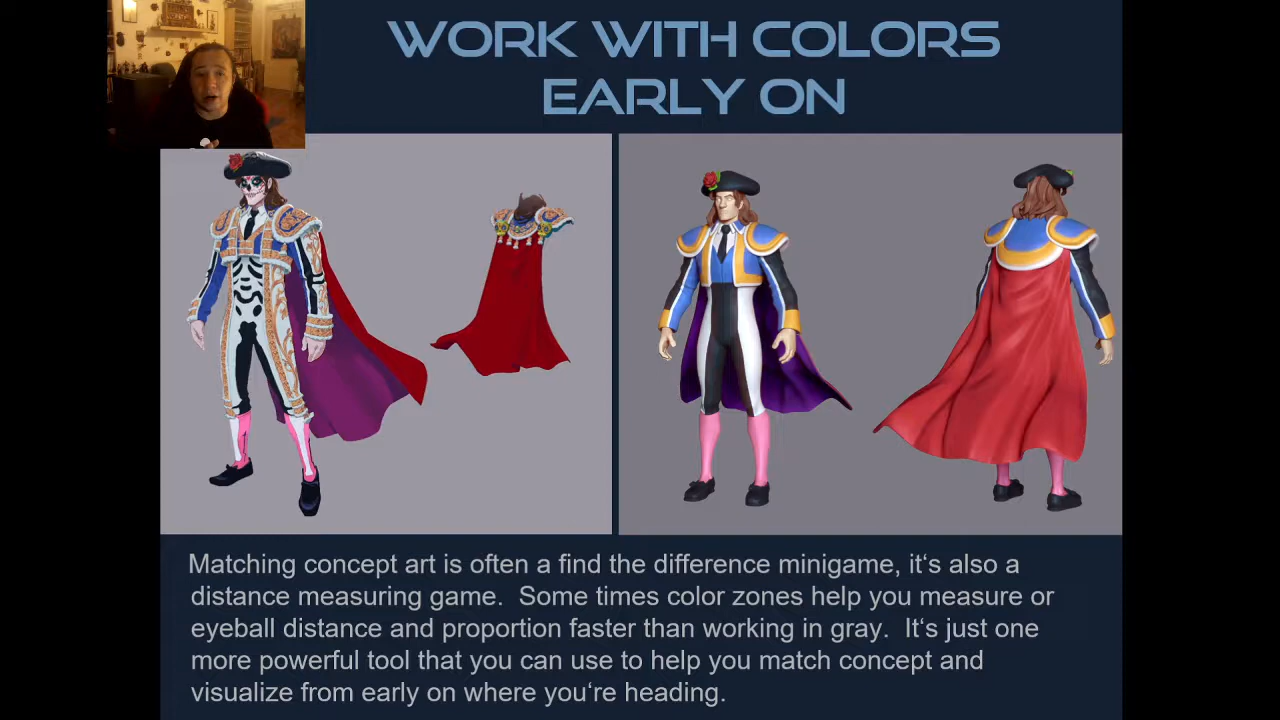 WORK WITH COLORS
EARLY ON
Matching concept art is often a find the difference minigame, it‘s also a
distance measuring game.  Some times color zones help you measure or
eyeball distance and proportion faster than working in gray.  It‘s just one
more powerful tool that you can use to help you match concept and
visualize from early on where you‘re heading.